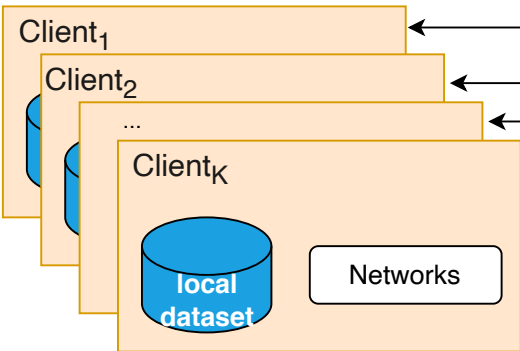 Client₁
Client₂
...
Clientₖ
local
dataset
Networks